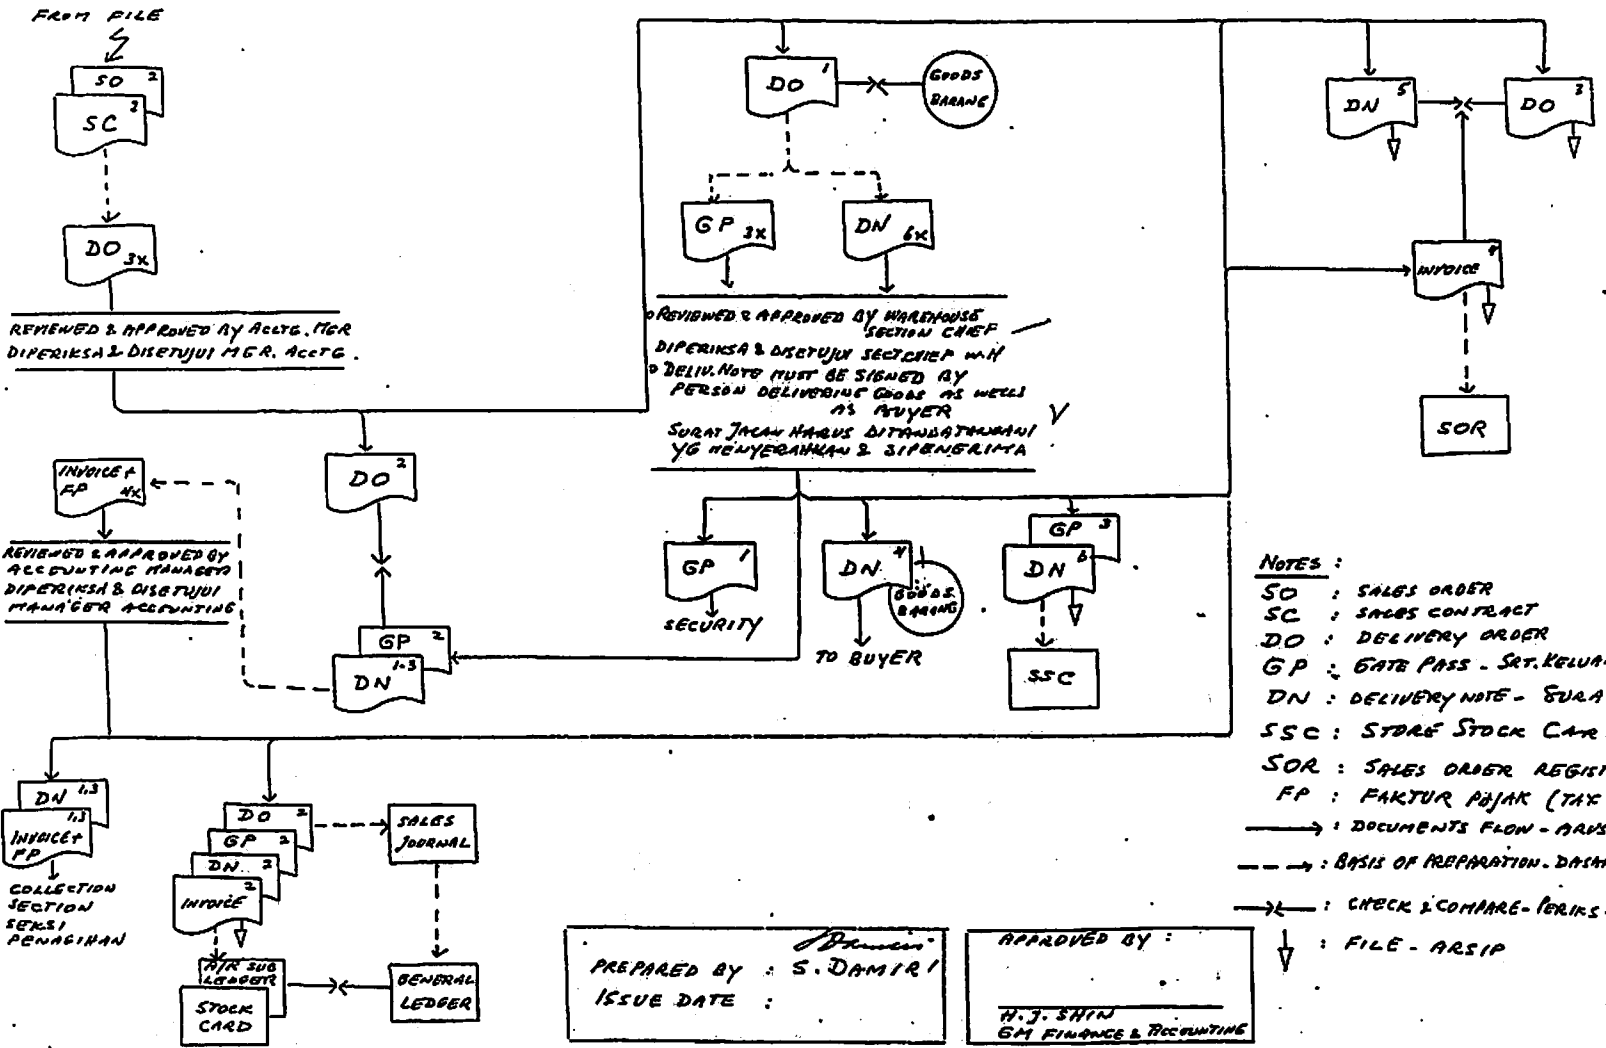 FROM FILE
SO 2
SC 2
DO 3X
REVIEWED & APPROVED BY ACCTG. MGR
DIPERIKSA & DISETUJUI MGR. ACCTG.
DO 1
GOODS
BARANG
GP 3X
DN 6X
REVIEWED & APPROVED BY WAREHOUSE
SECTION CHIEF
DIPERIKSA & DISETUJUI SECT.CHIEF W.H
DELIV. NOTE MUST BE SIGNED BY
PERSON DELIVERING GOODS AS WELLS
AS BUYER
SURAT JALAN HARUS DITANDATANGANI
YG MENYERAHKAN & SIPENERIMA
DN 5
DO 3
INVOICE 4
SOR
DO 2
INVOICE +
FP 4X
REVIEWED & APPROVED BY
ACCOUNTING MANAGER
DIPERIKSA & DISETUJUI
MANAGER ACCOUNTING
GP 2
DN 1-3
GP 1
SECURITY
DN 4
GOODS
BARANG
TO BUYER
GP 3
DN 6
SSC
DN 1,3
INVOICE + 1,3
FP
COLLECTION
SECTION
SEKSI
PENAGIHAN
DO 2
GP 2
DN 2
INVOICE 2
SALES
JOURNAL
A/R SUB
LEDGER
STOCK
CARD
GENERAL
LEDGER
NOTES :
SO : SALES ORDER
SC : SALES CONTRACT
DO : DELIVERY ORDER
GP : GATE PASS - SRT. KELUA
DN : DELIVERY NOTE - SURA
SSC : STORE STOCK CAR
SOR : SALES ORDER REGIST
FP : FAKTUR PAJAK (TAX
: DOCUMENTS FLOW - ARUS
: BASIS OF PREPARATION - DASA
: CHECK & COMPARE - PERIKS
: FILE - ARSIP
PREPARED BY : S. DAMIRI
ISSUE DATE :
APPROVED BY :
H.J. SHIN
GM FINANCE & ACCOUNTING